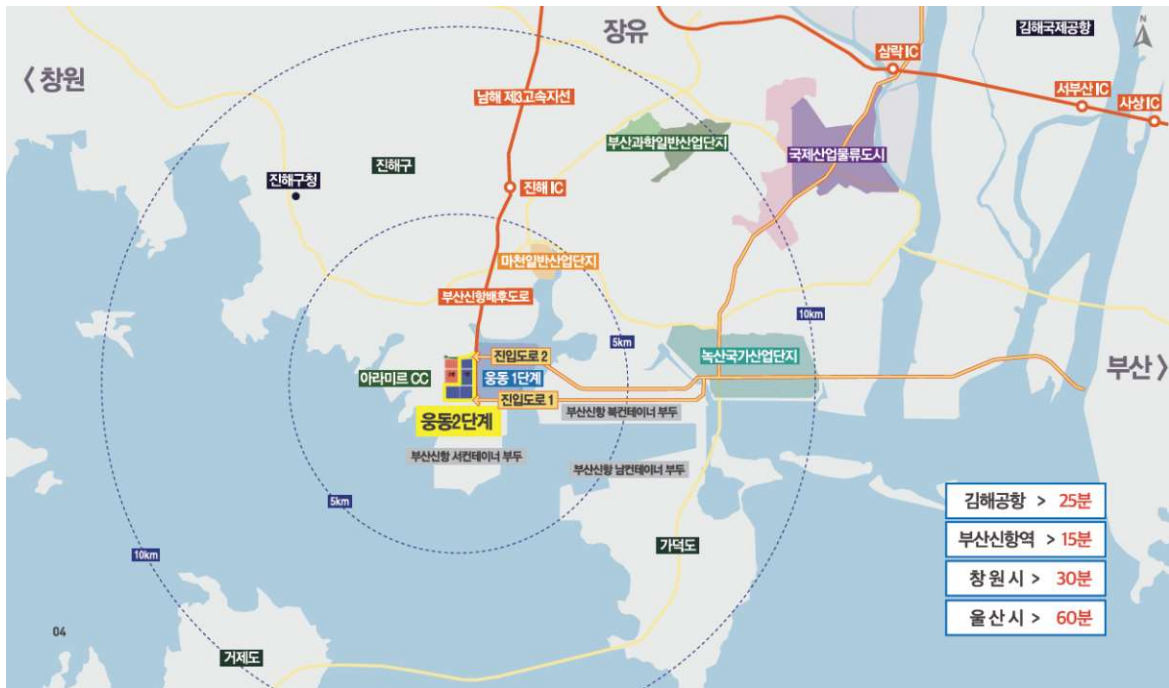 장유
김해국제공항
N
< 창원
삼락 IC
서부산 IC
사상 IC
남해 제3고속지선
부산과학일반산업단지
국제산업물류도시
진해구
진해구청
진해 IC
마천일반산업단지
부산신항배후도로
10km
5km
진입도로 2
녹산국가산업단지
아라미르 CC
웅동 1단계
부산 >
진입도로 1
부산신항 북컨테이너 부두
웅동2단계
부산신항 서컨테이너 부두
부산신항 남컨테이너 부두
5km
김해공항 > 25분
부산신항역 > 15분
가덕도
10km
창원시 > 30분
울산시 > 60분
04
거제도